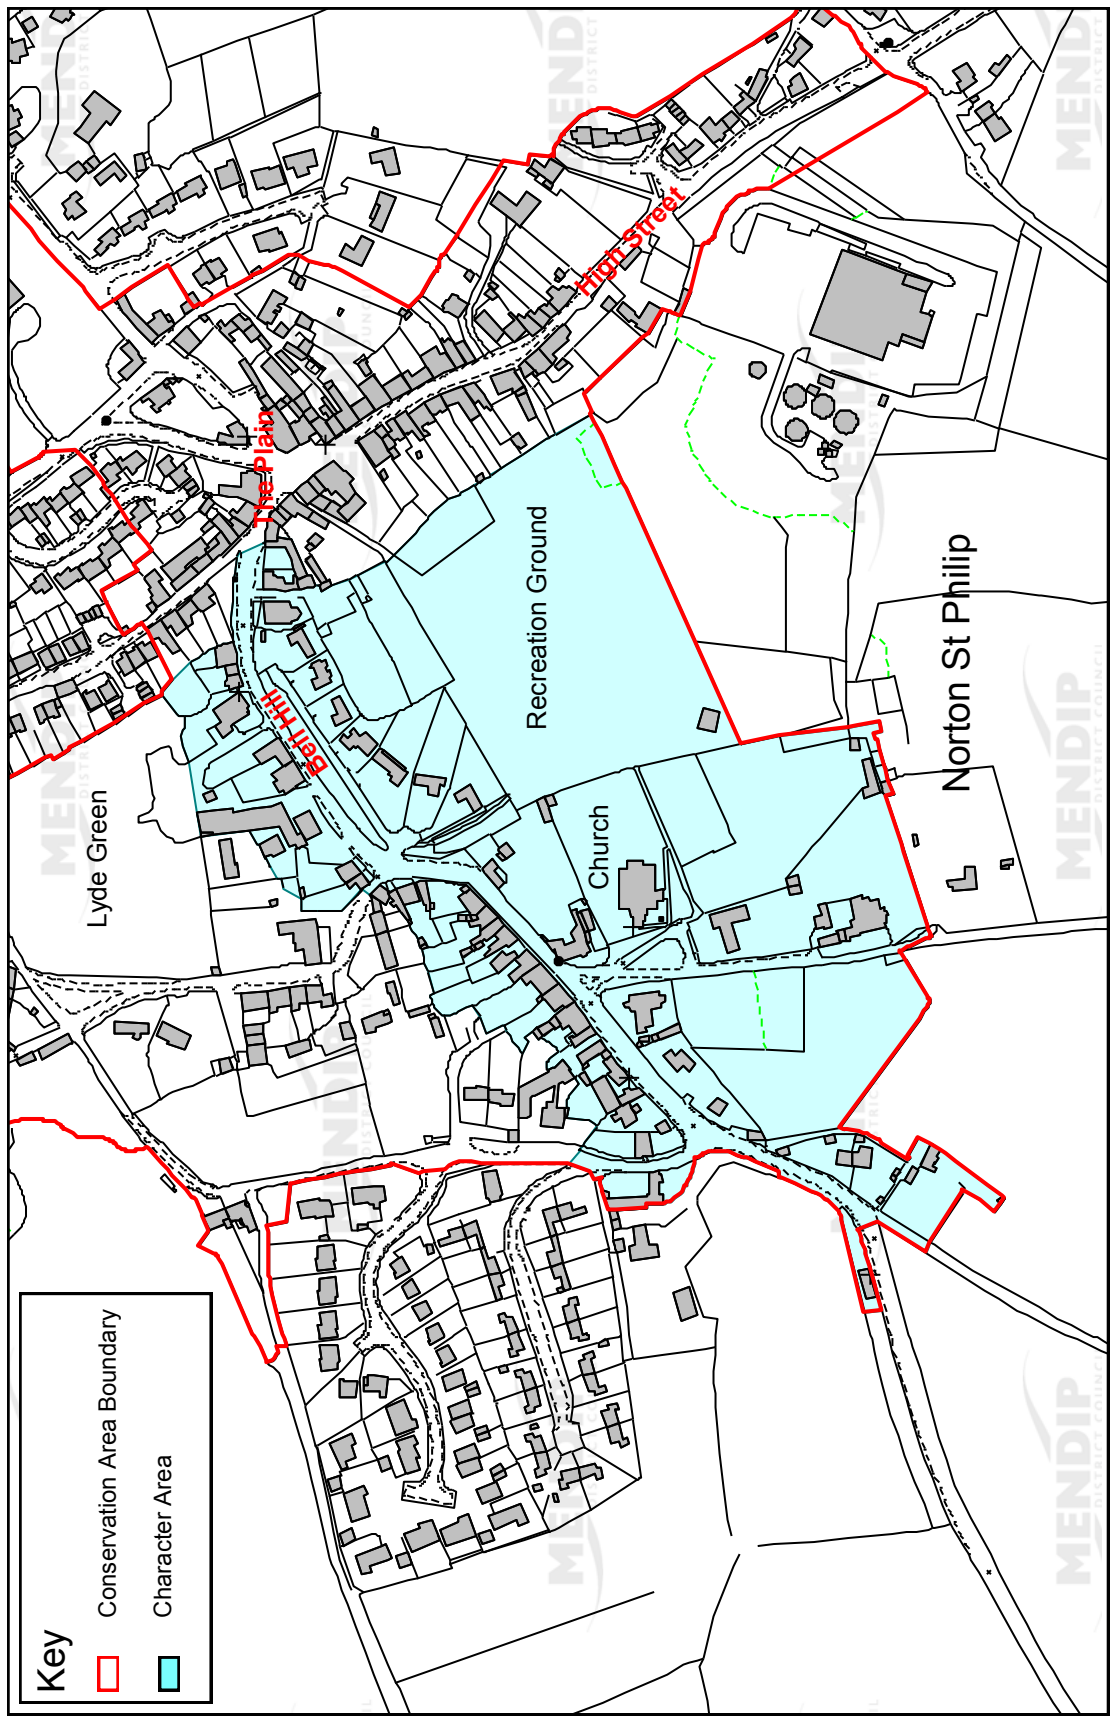 Key
Conservation Area Boundary
Character Area
Lyde Green
Bell Hill
The Plain
High Street
Church
Recreation Ground
Norton St Philip
MENDIP
DISTRICT COUNCIL